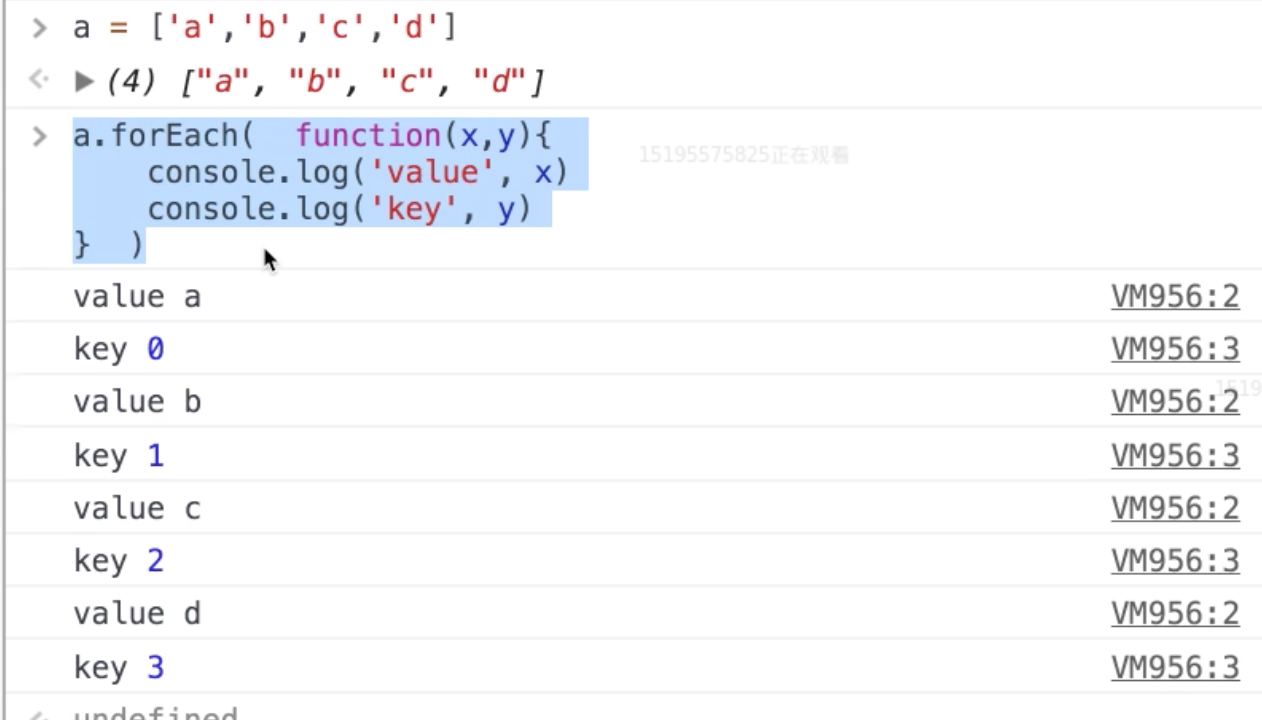 > a = ['a','b','c','d']
(4) ["a", "b", "c", "d"]
> a.forEach(  function(x,y){
    console.log('value', x)
    console.log('key', y)
}  )
15195575825正在观看
value a VM956:2
key 0 VM956:3
1519
value b VM956:2
key 1 VM956:3
value c VM956:2
key 2 VM956:3
value d VM956:2
key 3 VM956:3
undefined